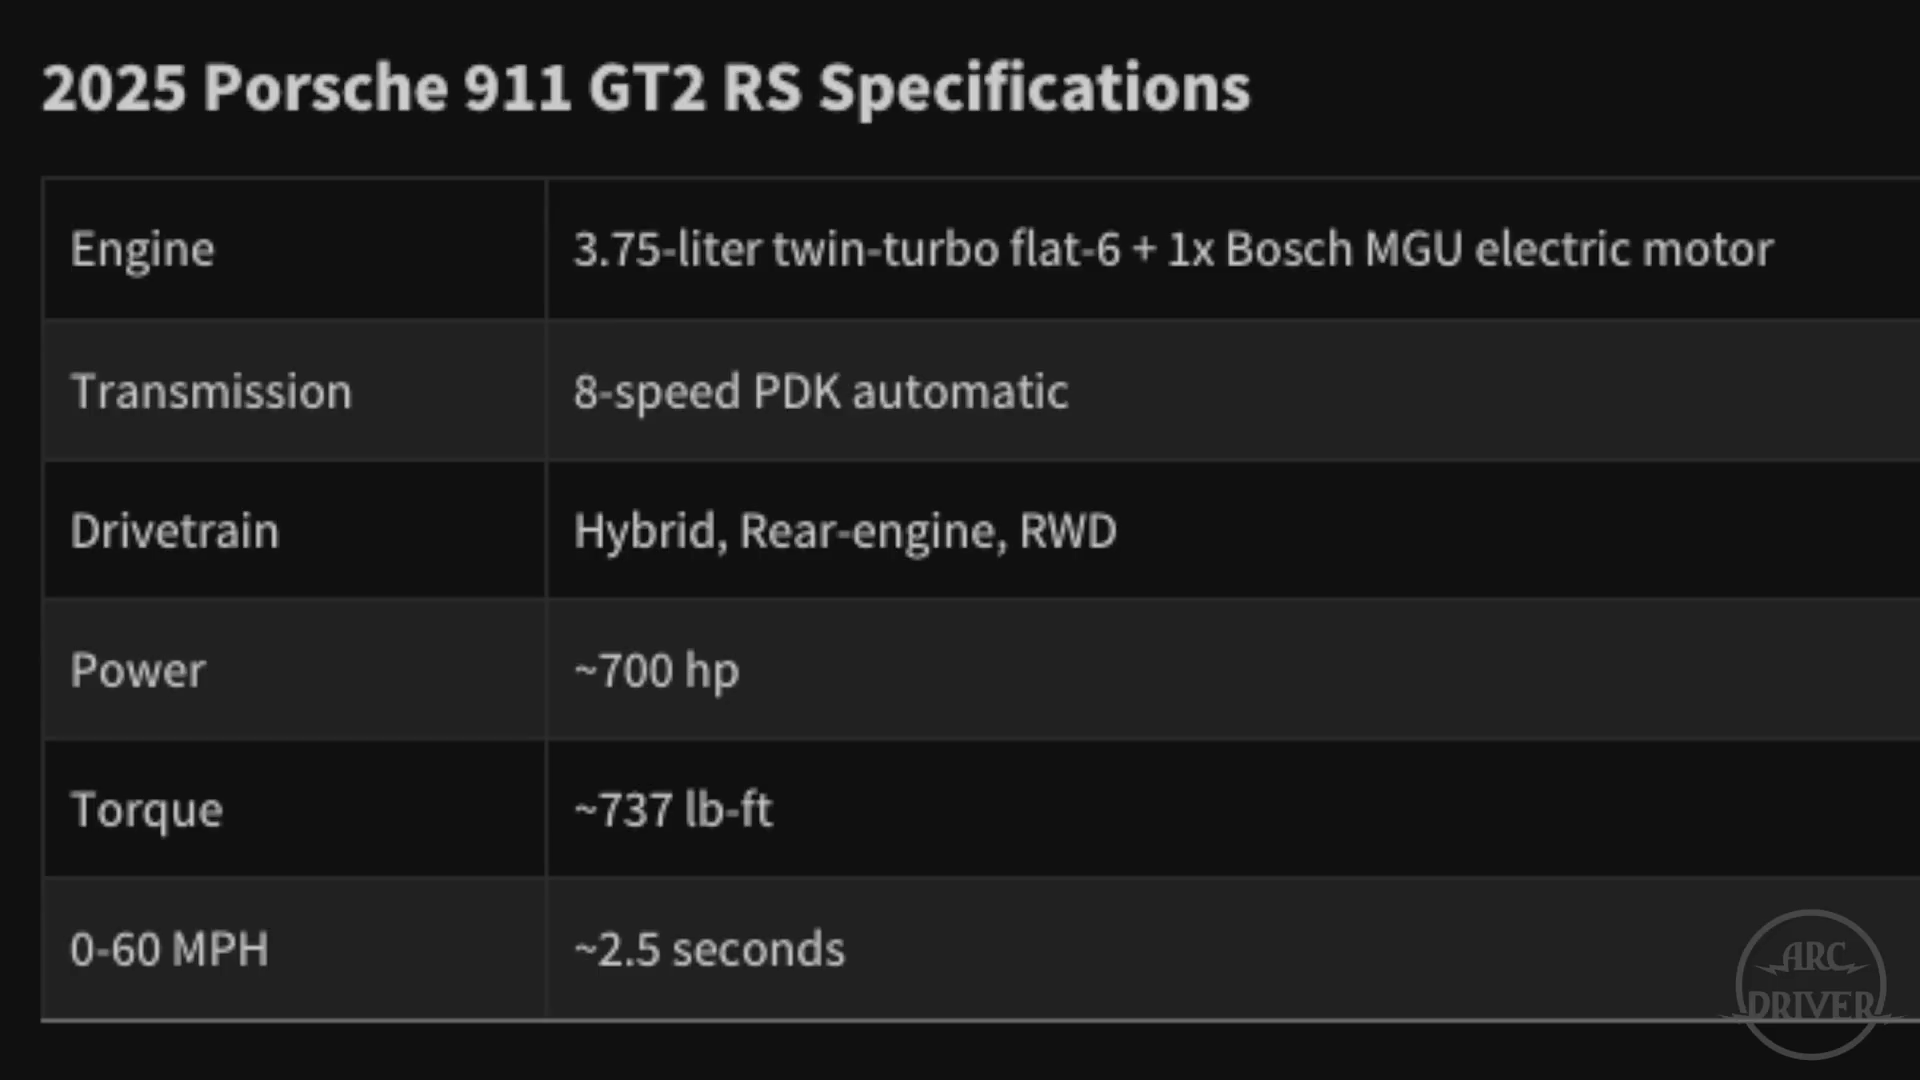 2025 Porsche 911 GT2 RS Specifications
Engine 3.75-liter twin-turbo flat-6 + 1x Bosch MGU electric motor
Transmission 8-speed PDK automatic
Drivetrain Hybrid, Rear-engine, RWD
Power ~700 hp
Torque ~737 lb-ft
0-60 MPH ~2.5 seconds
ARC
DRIVER